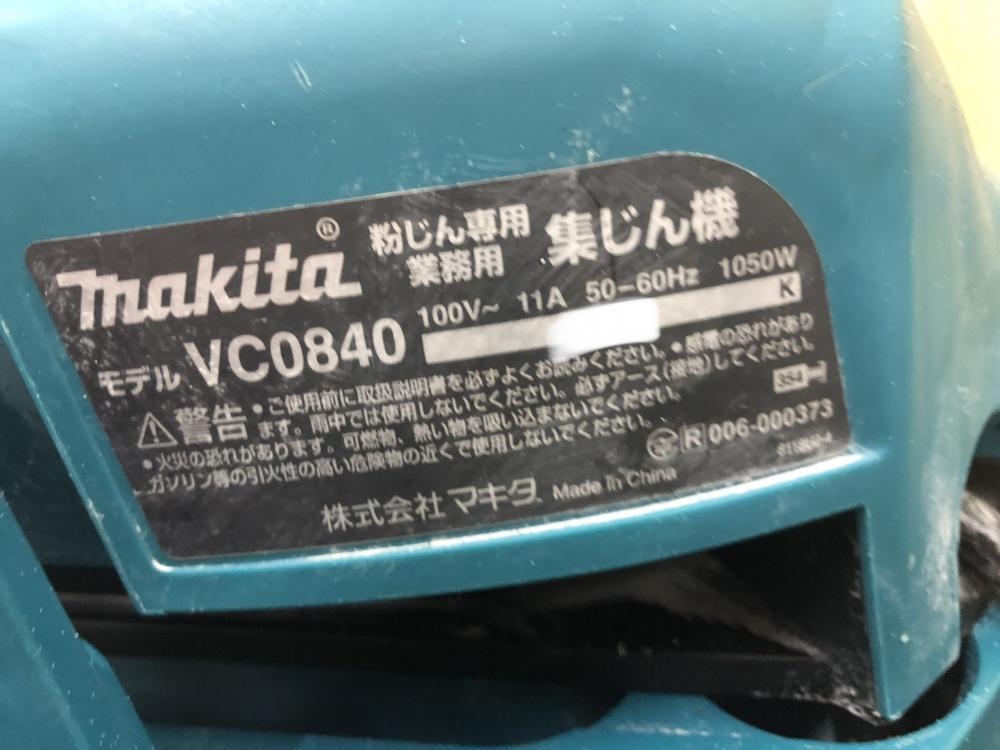 makita®
粉じん専用
業務用
集じん機
モデル VC0840
100V～ 11A 50-60Hz 1050W
K
警告
•ご使用前に取扱説明書を必ずよくお読みください。•感電の恐れがあり
ます。雨中では使用しないでください。必ずアース(接地)してください。
•火災の恐れがあります。可燃物、熱い物を吸い込まないでください。
ガソリン等の引火性の高い危険物の近くで使用しないでください。
R 006-000373
株式会社マキタ Made in China